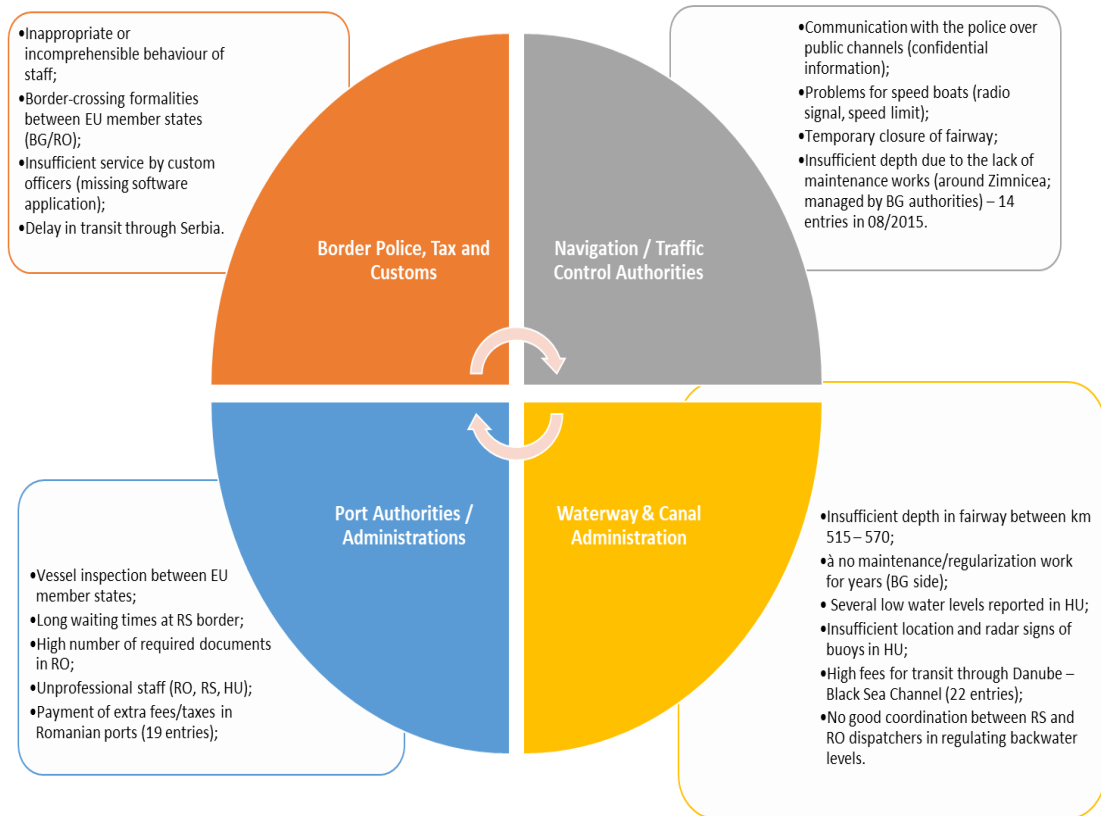 •Inappropriate or
incomprehensible behaviour of
staff;
•Border-crossing formalities
between EU member states
(BG/RO);
•Insufficient service by custom
officers (missing software
application);
•Delay in transit through Serbia.
•Communication with the police over
public channels (confidential
information);
•Problems for speed boats (radio
signal, speed limit);
•Temporary closure of fairway;
•Insufficient depth due to the lack of
maintenance works (around Zimnicea;
managed by BG authorities) – 14
entries in 08/2015.
Border Police, Tax and
Customs
Navigation / Traffic
Control Authorities
Port Authorities /
Administrations
Waterway & Canal
Administration
•Vessel inspection between EU
member states;
•Long waiting times at RS border;
•High number of required documents
in RO;
•Unprofessional staff (RO, RS, HU);
•Payment of extra fees/taxes in
Romanian ports (19 entries);
•Insufficient depth in fairway between km
515 – 570;
•à no maintenance/regularization work
for years (BG side);
• Several low water levels reported in HU;
•Insufficient location and radar signs of
buoys in HU;
•High fees for transit through Danube –
Black Sea Channel (22 entries);
•No good coordination between RS and
RO dispatchers in regulating backwater
levels.